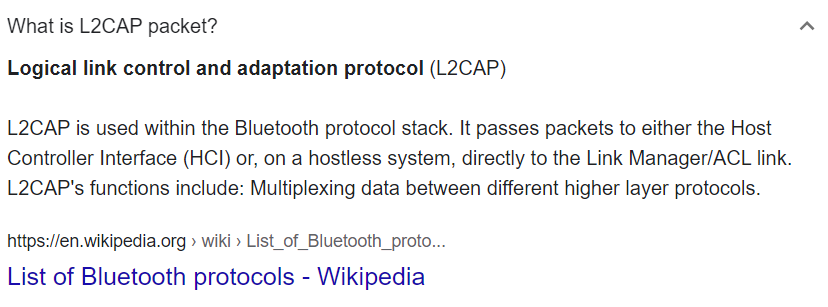 What is L2CAP packet?
Logical link control and adaptation protocol (L2CAP)
L2CAP is used within the Bluetooth protocol stack. It passes packets to either the Host
Controller Interface (HCI) or, on a hostless system, directly to the Link Manager/ACL link.
L2CAP's functions include: Multiplexing data between different higher layer protocols.
https://en.wikipedia.org › wiki › List_of_Bluetooth_proto...
List of Bluetooth protocols - Wikipedia